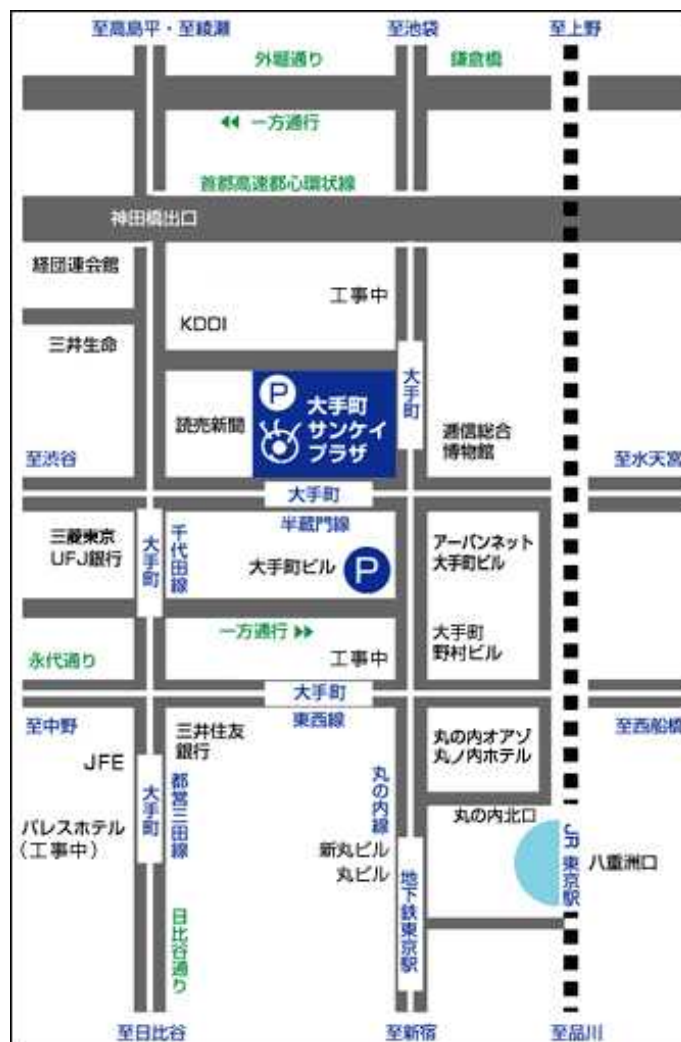 至高島平・至綾瀬
至池袋
至上野
外堀通り
鎌倉橋
◀◀ 一方通行
首都高速都心環状線
神田橋出口
経団連会館
工事中
KDDI
三井生命
大手町
P
大手町
サンケイ
プラザ
読売新聞
逓信総合
博物館
至渋谷
至水天宮
大手町
半蔵門線
三菱東京
UFJ銀行
大手町
千代田線
大手町ビル
P
アーバンネット
大手町ビル
一方通行 ▶▶
工事中
大手町
野村ビル
永代通り
大手町
東西線
至中野
至西船橋
三井住友
銀行
丸の内オアゾ
丸ノ内ホテル
JFE
大手町
都営三田線
丸の内線
丸の内北口
パレスホテル
(工事中)
新丸ビル
丸ビル
地下鉄東京駅
JR 東京駅
八重洲口
日比谷通り
至日比谷
至新宿
至品川